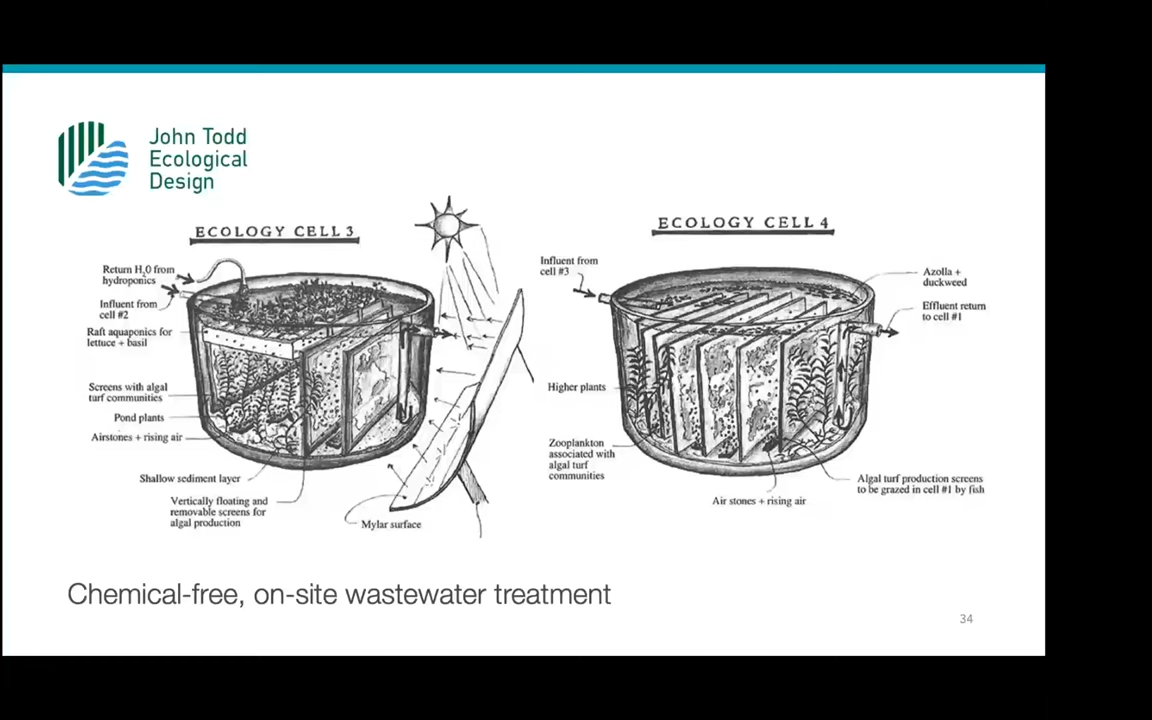 John Todd
Ecological
Design
ECOLOGY CELL 3
Return H2O from
hydroponics
Influent from
cell #2
Raft aquaponics for
lettuce + basil
Screens with algal
turf communities
Pond plants
Airstones + rising air
Shallow sediment layer
Vertically floating and
removable screens for
algal production
Mylar surface
ECOLOGY CELL 4
Influent from
cell #3
Higher plants
Zooplankton
associated with
algal turf
communities
Air stones + rising air
Azolla +
duckweed
Effluent return
to cell #1
Algal turf production screens
to be grazed in cell #1 by fish
Chemical-free, on-site wastewater treatment
34